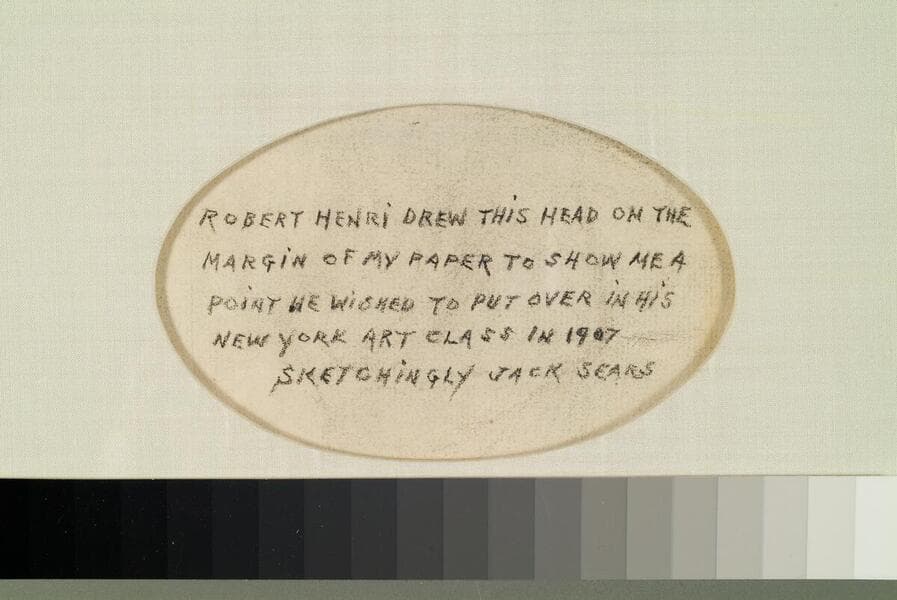 ROBERT HENRi DREW THiS HEAD ON THE
MARGiN OF MY PAPER TO SHOW ME A
POiNT HE WiSHED TO PUT OVER iN HiS
NEW YORK ART CLASS IN 1907
SKETCHiNGLY JACK SEARS